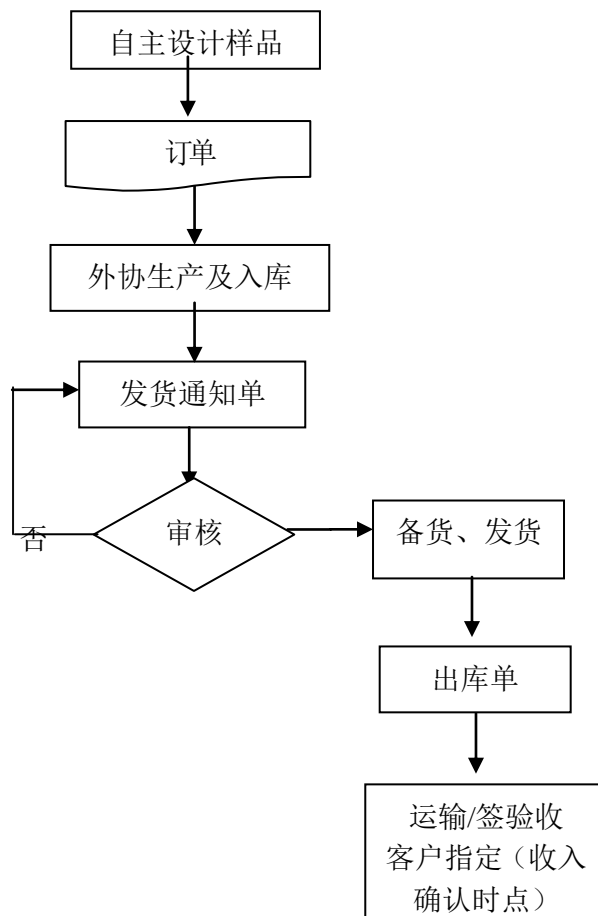 自主设计样品
订单
外协生产及入库
发货通知单
否
审核
备货、发货
出库单
运输/签验收
客户指定（收入
确认时点）